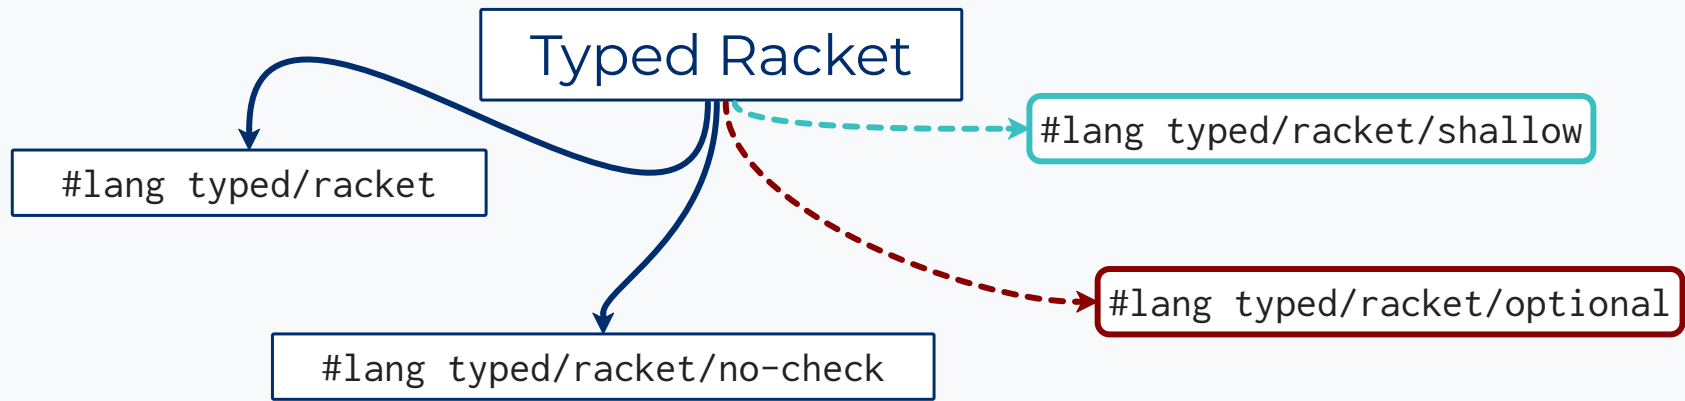 Typed Racket
#lang typed/racket/shallow
#lang typed/racket
#lang typed/racket/optional
#lang typed/racket/no-check